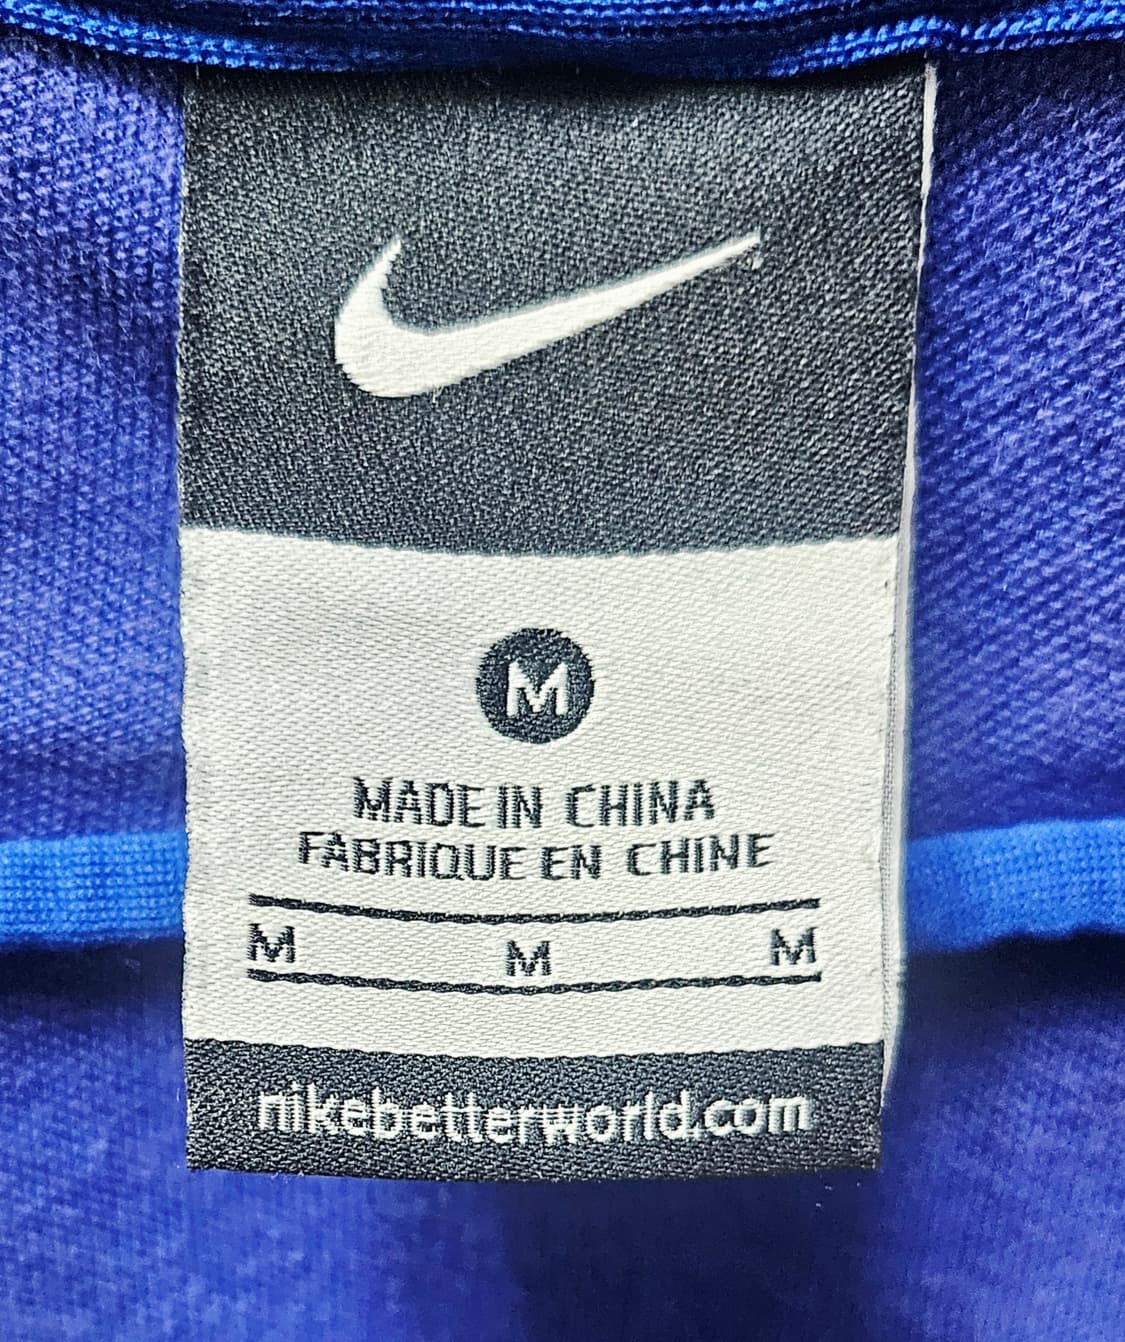 M
MADE IN CHINA
FABRIQUE EN CHINE
M M M
nikebetterworld.com